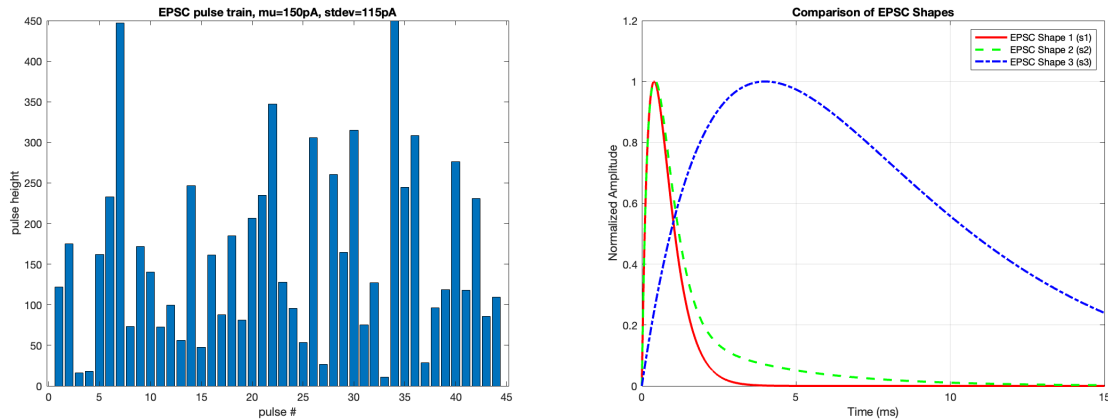 EPSC pulse train, mu=150pA, stdev=115pA
450
400
350
300
250
200
150
100
50
0
pulse height
0 5 10 15 20 25 30 35 40 45
pulse #
Comparison of EPSC Shapes
1.2
1
0.8
0.6
0.4
0.2
0
Normalized Amplitude
EPSC Shape 1 (s1)
EPSC Shape 2 (s2)
EPSC Shape 3 (s3)
0 5 10 15
Time (ms)